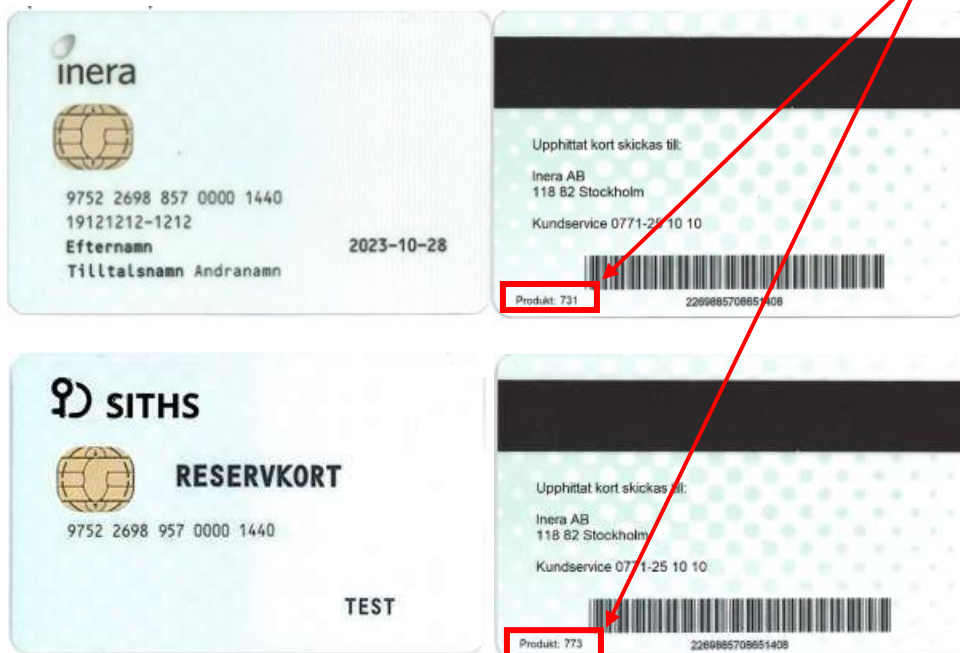 inera
9752 2698 857 0000 1440
19121212-1212
Efternamn
2023-10-28
Tilltalsnamn Andranamn
Upphittat kort skickas till:
Inera AB
118 82 Stockholm
Kundservice 0771-25 10 10
Produkt: 731
2269885708651408
SITHS
RESERVKORT
9752 2698 957 0000 1440
TEST
Upphittat kort skickas till:
Inera AB
118 82 Stockholm
Kundservice 0771-25 10 10
Produkt: 773
2269865708651408